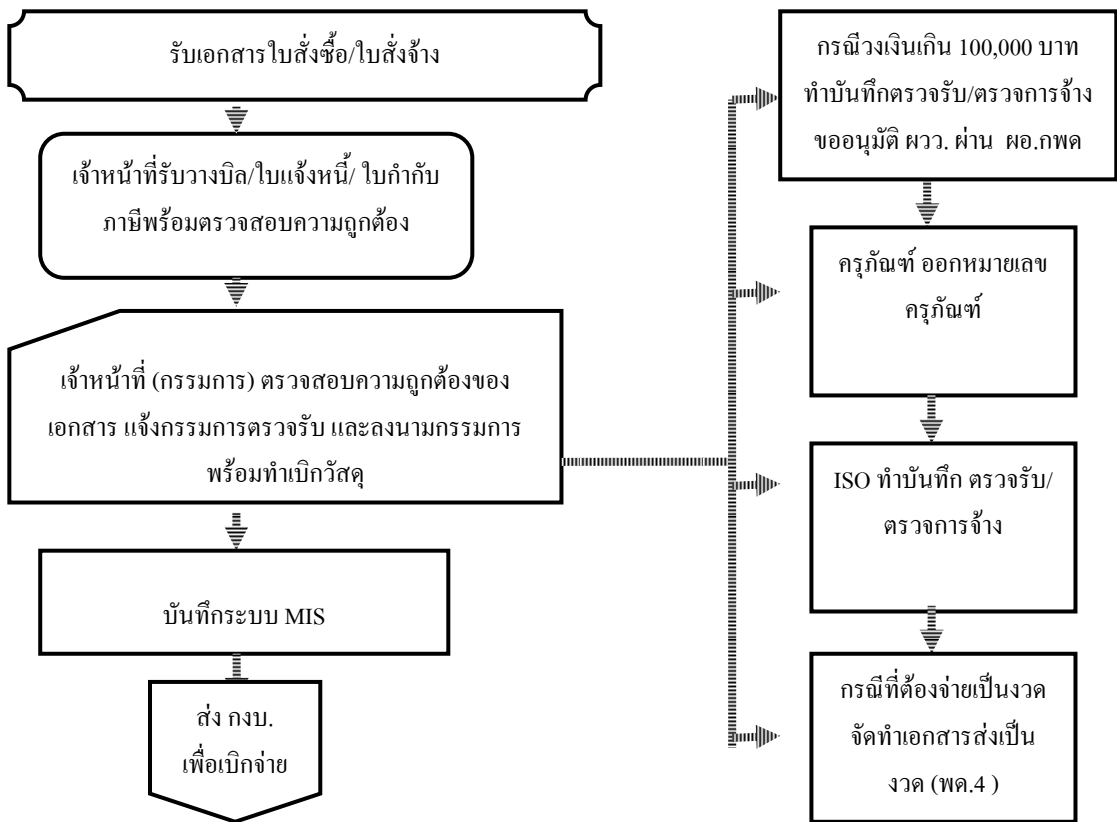 รับเอกสารใบสั่งซื้อ/ใบสั่งจ้าง
เจ้าหน้าที่รับวางบิล/ใบแจ้งหนี้/ ใบกำกับ
ภาษีพร้อมตรวจสอบความถูกต้อง
เจ้าหน้าที่ (กรรมการ) ตรวจสอบความถูกต้องของ
เอกสาร แจ้งกรรมการตรวจรับ และลงนามกรรมการ
พร้อมทำเบิกวัสดุ
บันทึกระบบ MIS
ส่ง กงบ.
เพื่อเบิกจ่าย
กรณีวงเงินเกิน 100,000 บาท
ทำบันทึกตรวจรับ/ตรวจการจ้าง
ขออนุมัติ ผวว. ผ่าน ผอ.กพด
ครุภัณฑ์ ออกหมายเลข
ครุภัณฑ์
ISO ทำบันทึก ตรวจรับ/
ตรวจการจ้าง
กรณีที่ต้องจ่ายเป็นงวด
จัดทำเอกสารส่งเป็น
งวด (พด.4 )